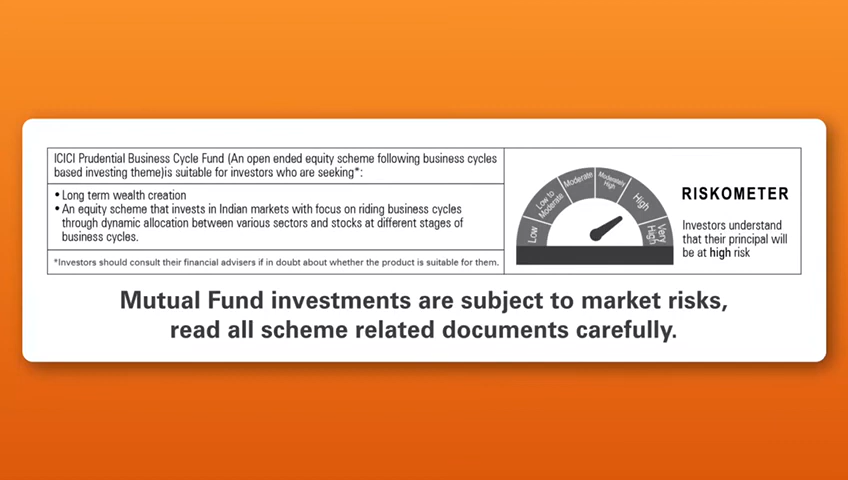 ICICI Prudential Business Cycle Fund (An open ended equity scheme following business cycles
based investing theme)is suitable for investors who are seeking*:
• Long term wealth creation
• An equity scheme that invests in Indian markets with focus on riding business cycles
through dynamic allocation between various sectors and stocks at different stages of
business cycles.
*Investors should consult their financial advisers if in doubt about whether the product is suitable for them.
Low
Low to
Moderate
Moderate
Moderately
High
High
Very
High
RISKOMETER
Investors understand
that their principal will
be at high risk
Mutual Fund investments are subject to market risks,
read all scheme related documents carefully.